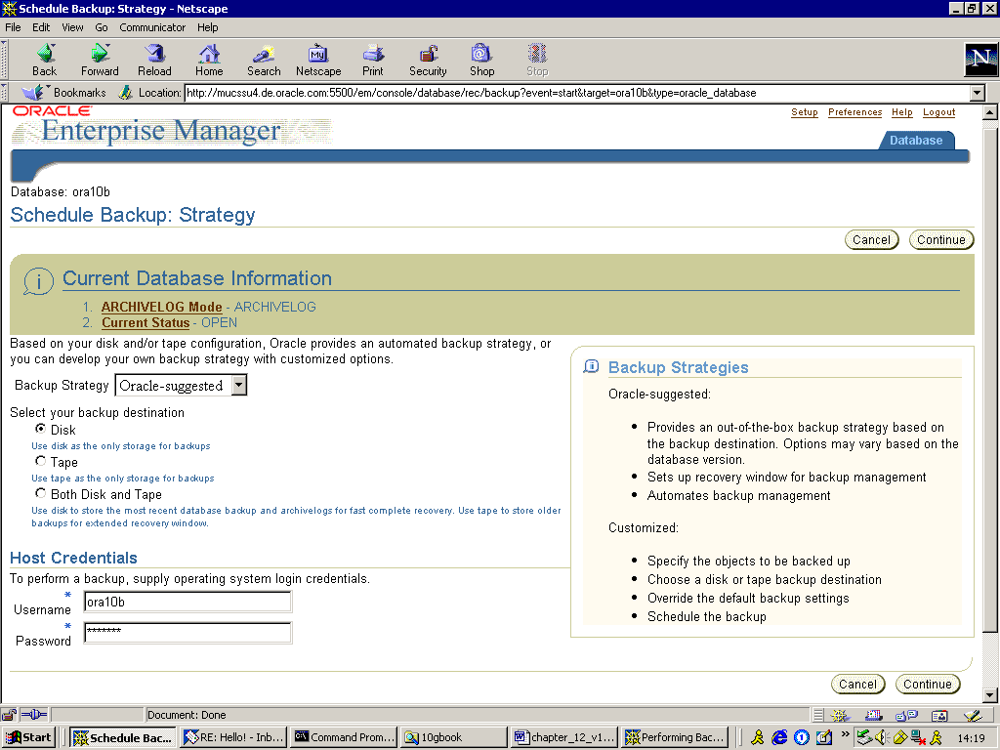 Schedule Backup: Strategy - Netscape
File Edit View Go Communicator Help
Back Forward Reload Home Search Netscape Print Security Shop Stop
My
N
Bookmarks Location: http://mucssu4.de.oracle.com:5500/em/console/database/rec/backup?event=start&target=ora10b&type=oracle_database
ORACLE
Enterprise Manager
Setup Preferences Help Logout
Database
Database: ora10b
Schedule Backup: Strategy
Cancel Continue
i
Current Database Information
1. ARCHIVELOG Mode - ARCHIVELOG
2. Current Status - OPEN
Based on your disk and/or tape configuration, Oracle provides an automated backup strategy, or
you can develop your own backup strategy with customized options.
Backup Strategy Oracle-suggested
Select your backup destination
Disk
Use disk as the only storage for backups
Tape
Use tape as the only storage for backups
Both Disk and Tape
Use disk to store the most recent database backup and archivelogs for fast complete recovery. Use tape to store older
backups for extended recovery window.
i
Backup Strategies
Oracle-suggested:
• Provides an out-of-the-box backup strategy based on
the backup destination. Options may vary based on the
database version.
• Sets up recovery window for backup management
• Automates backup management
Customized:
• Specify the objects to be backed up
• Choose a disk or tape backup destination
• Override the default backup settings
• Schedule the backup
Host Credentials
To perform a backup, supply operating system login credentials.
* Username ora10b
* Password *******
Cancel Continue
Document: Done
Start Schedule Bac... RE: Hello! - Inb... Command Prom... 10gbook chapter_12_v1... Performing Bac... » 14:19